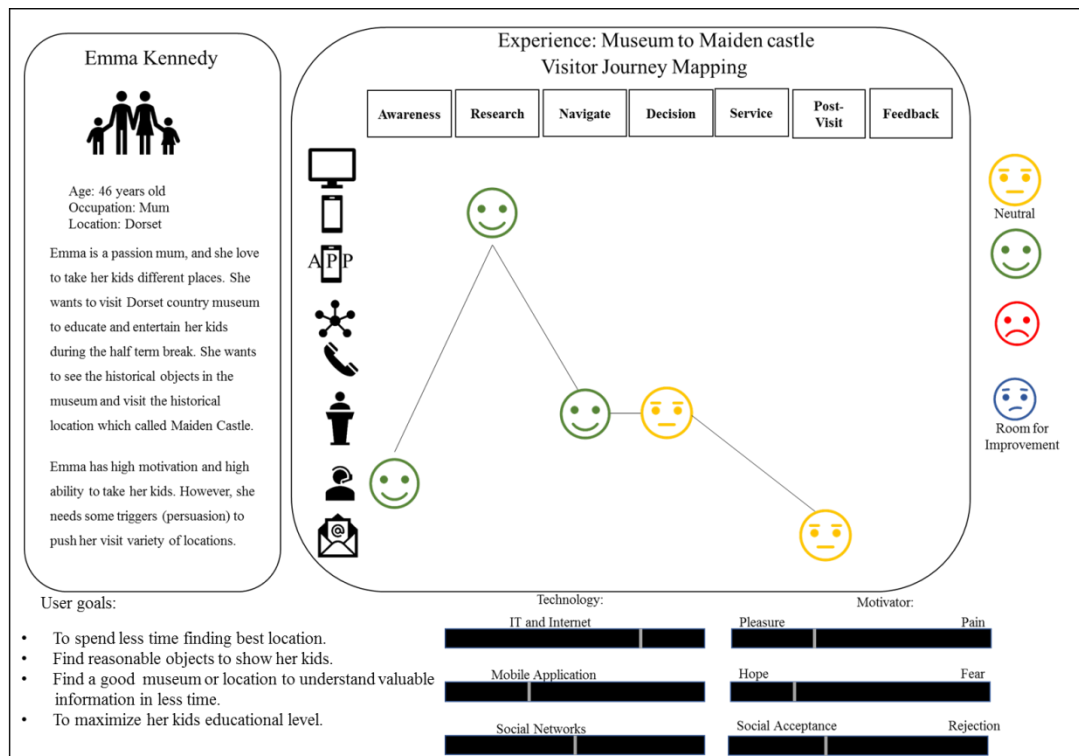 Emma Kennedy
Age: 46 years old
Occupation: Mum
Location: Dorset
Emma is a passion mum, and she love
to take her kids different places. She
wants to visit Dorset country museum
to educate and entertain her kids
during the half term break. She wants
to see the historical objects in the
museum and visit the historical
location which called Maiden Castle.
Emma has high motivation and high
ability to take her kids. However, she
needs some triggers (persuasion) to
push her visit variety of locations.
Experience: Museum to Maiden castle
Visitor Journey Mapping
Awareness
Research
Navigate
Decision
Service
Post-
Visit
Feedback
APP
@
Neutral
Room for
Improvement
User goals:
• To spend less time finding best location.
• Find reasonable objects to show her kids.
• Find a good museum or location to understand valuable
information in less time.
• To maximize her kids educational level.
Technology:
IT and Internet
Mobile Application
Social Networks
Motivator:
Pleasure Pain
Hope Fear
Social Acceptance Rejection